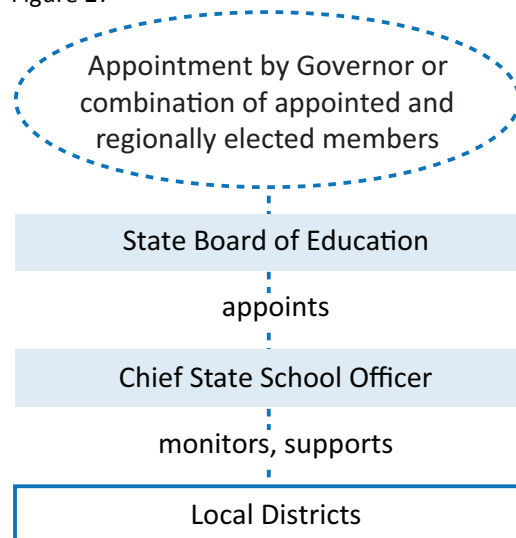 Appointment by Governor or
combination of appointed and
regionally elected members
State Board of Education
appoints
Chief State School Officer
monitors, supports
Local Districts